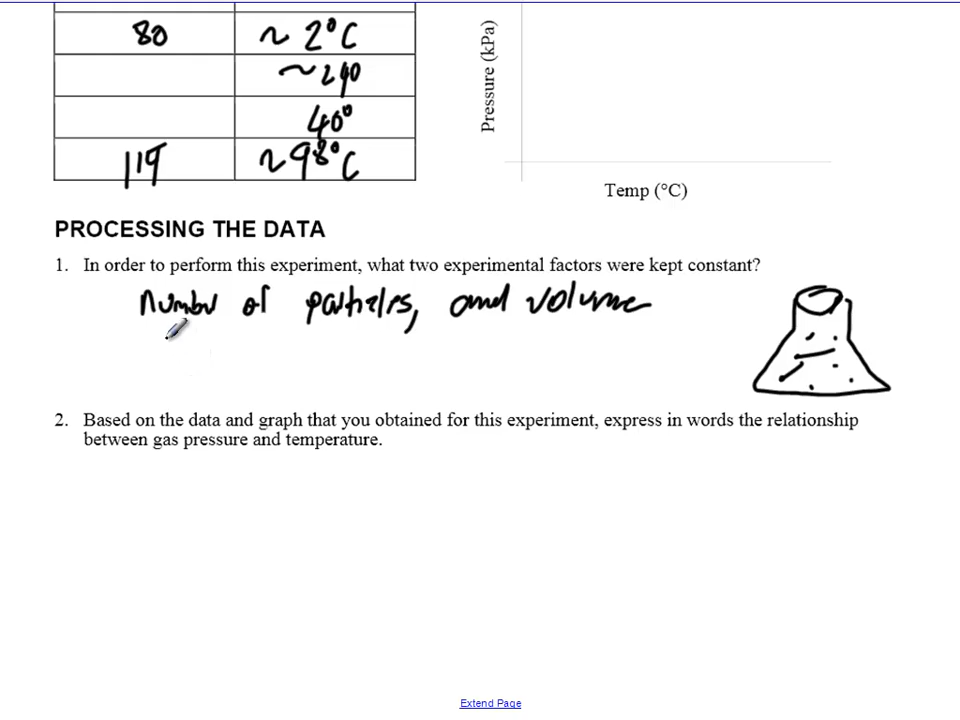 80 ~ 2°C
~ 240
40°
119 ~98°C
Pressure (kPa)
Temp (°C)
PROCESSING THE DATA
1. In order to perform this experiment, what two experimental factors were kept constant?
Number of particles, and volume
2. Based on the data and graph that you obtained for this experiment, express in words the relationship
between gas pressure and temperature.
Extend Page